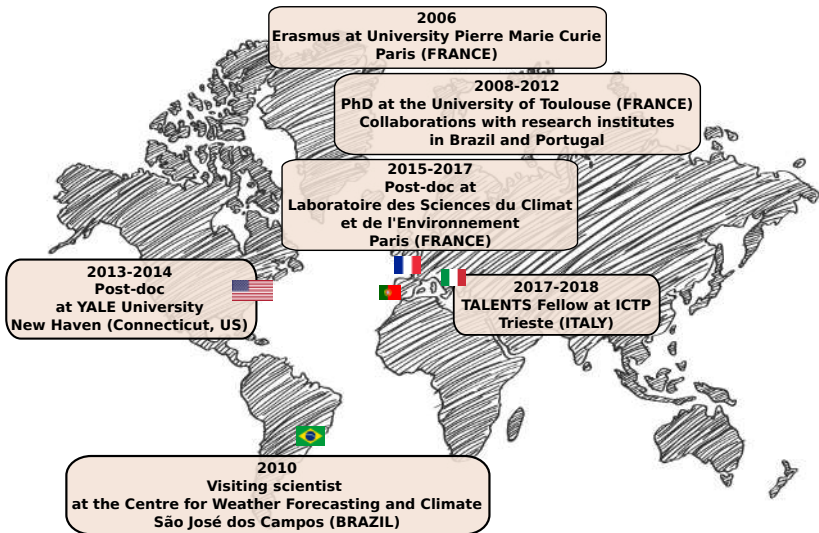 2006
Erasmus at University Pierre Marie Curie
Paris (FRANCE)
2008-2012
PhD at the University of Toulouse (FRANCE)
Collaborations with research institutes
in Brazil and Portugal
2015-2017
Post-doc at
Laboratoire des Sciences du Climat
et de l'Environnement
Paris (FRANCE)
2013-2014
Post-doc
at YALE University
New Haven (Connecticut, US)
2017-2018
TALENTS Fellow at ICTP
Trieste (ITALY)
2010
Visiting scientist
at the Centre for Weather Forecasting and Climate
São José dos Campos (BRAZIL)